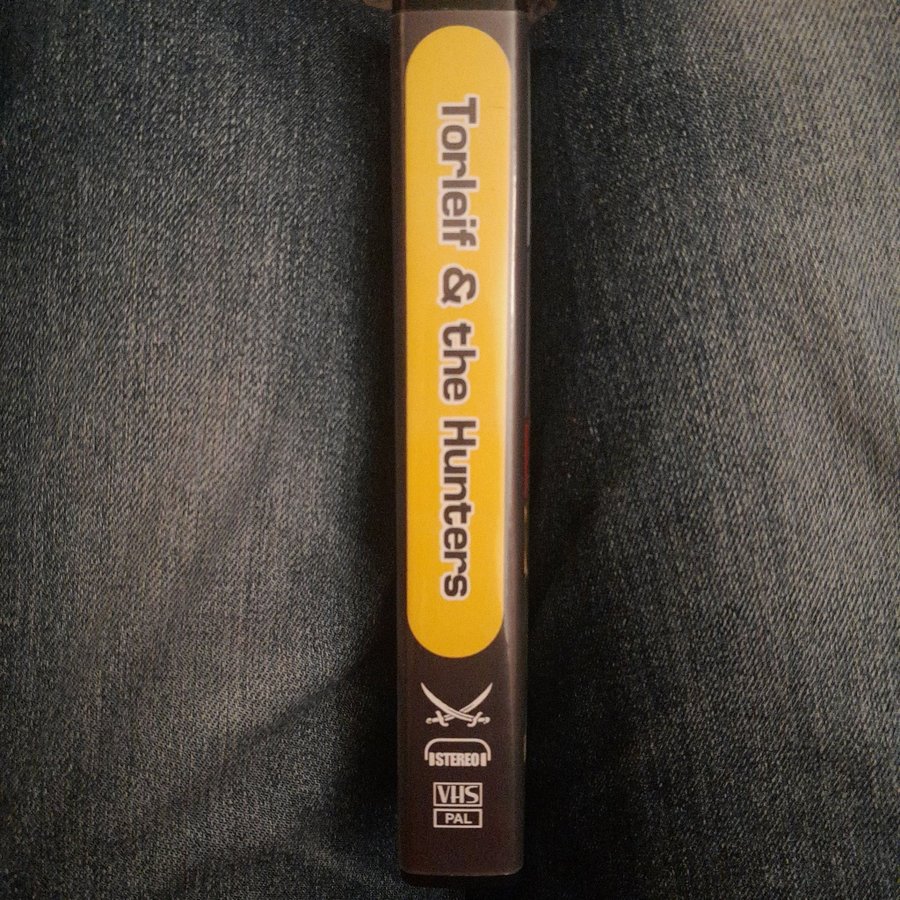 Torleif & the Hunters
STEREO
VHS
PAL